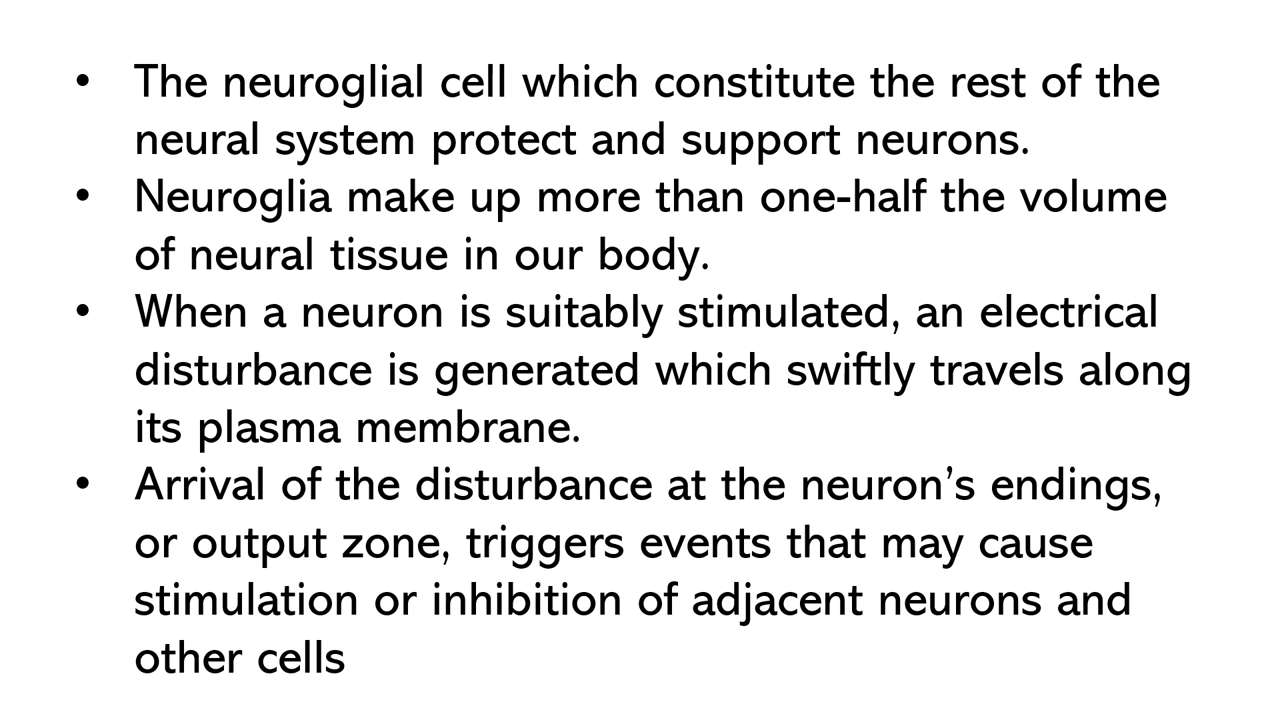 • The neuroglial cell which constitute the rest of the
neural system protect and support neurons.
• Neuroglia make up more than one-half the volume
of neural tissue in our body.
• When a neuron is suitably stimulated, an electrical
disturbance is generated which swiftly travels along
its plasma membrane.
• Arrival of the disturbance at the neuron’s endings,
or output zone, triggers events that may cause
stimulation or inhibition of adjacent neurons and
other cells